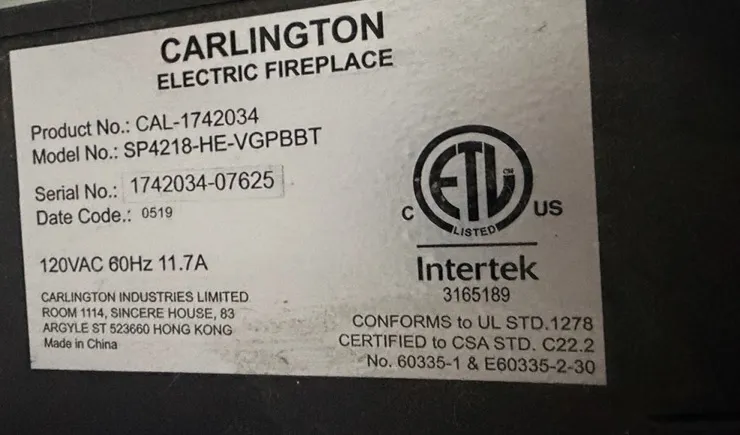 CARLINGTON
ELECTRIC FIREPLACE
Product No.: CAL-1742034
Model No.: SP4218-HE-VGPBBT
Serial No.: 1742034-07625
Date Code.: 0519
120VAC 60Hz 11.7A
CARLINGTON INDUSTRIES LIMITED
ROOM 1114, SINCERE HOUSE, 83
ARGYLE ST 523660 HONG KONG
Made in China
ETL CM
LISTED
C US
Intertek
3165189
CONFORMS to UL STD.1278
CERTIFIED to CSA STD. C22.2
No. 60335-1 & E60335-2-30